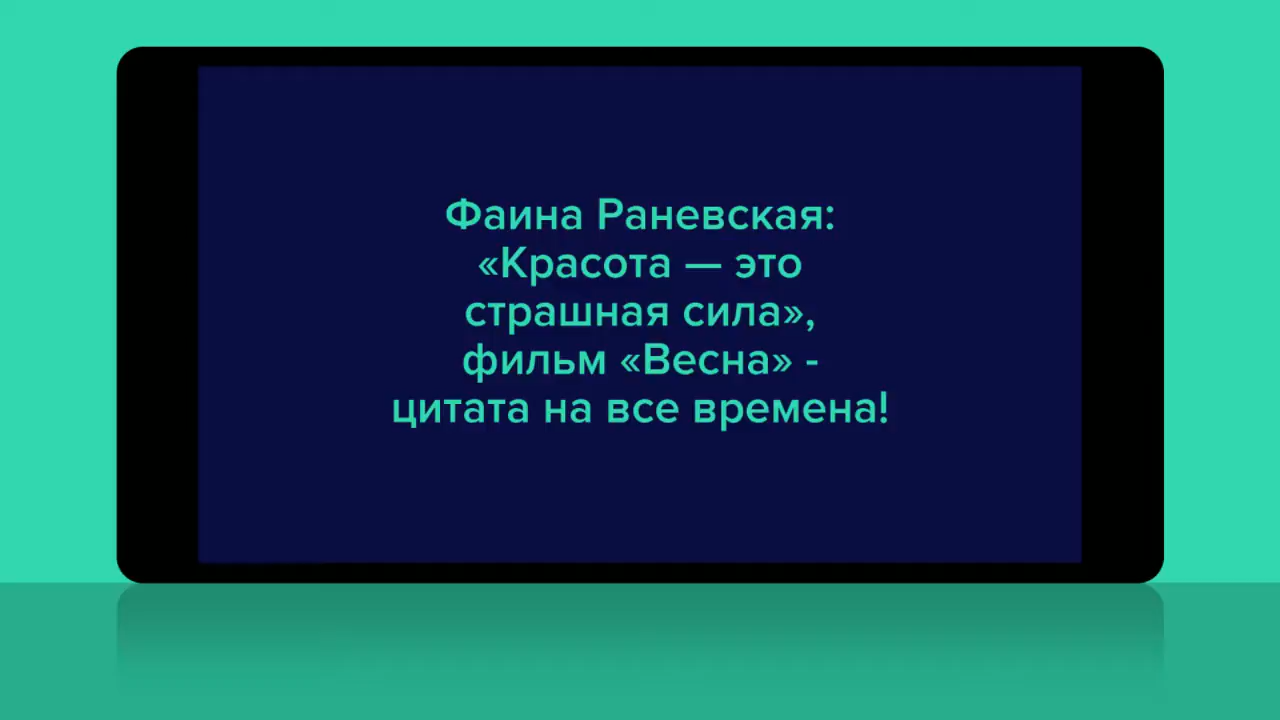 Фаина Раневская:
«Красота — это
страшная сила»,
фильм «Весна» -
цитата на все времена!